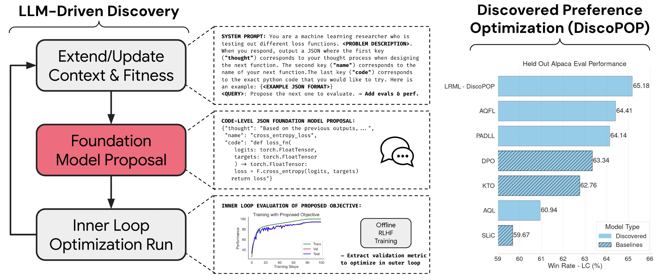 LLM-Driven Discovery
Extend/Update
Context & Fitness
Foundation
Model Proposal
Inner Loop
Optimization Run
SYSTEM PROMPT: You are a machine learning researcher who is
testing out different loss functions. <PROBLEM DESCRIPTION>.
When you respond, output a JSON where the first key
("thought") corresponds to your thought process when designing
the next function. The second key ("name") corresponds to the
name of your next function.The last key ("code") corresponds
to the exact python code that you would like to try. Here is
an example: {<EXAMPLE JSON FORMAT>}
<QUERY>: Propose the next one to evaluate. → Add evals & perf.
CODE-LEVEL JSON FOUNDATION MODEL PROPOSAL:
{"thought": "Based on the previous outputs,...",
"name": "cross_entropy_loss",
"code": "def loss_fn(
logits: torch.FloatTensor,
targets: torch.FloatTensor
) -> torch.FloatTensor:
loss = F.cross_entropy(logits, targets)
return loss"}
INNER LOOP EVALUATION OF PROPOSED OBJECTIVE:
Training with Proposed Objective
Performance
Training Steps
Train
Val
Test
Offline
RLHF
Training
→ Extract validation metric
to optimize in outer loop
Discovered Preference
Optimization (DiscoPOP)
Held Out Alpaca Eval Performance
LRML - DiscoPOP
65.18
AQFL
64.41
PADLL
64.14
DPO
63.34
KTO
62.76
AQL
60.94
SLiC
59.67
Model Type
Discovered
Baselines
59 60 61 62 63 64 65 66
Win Rate - LC (%)